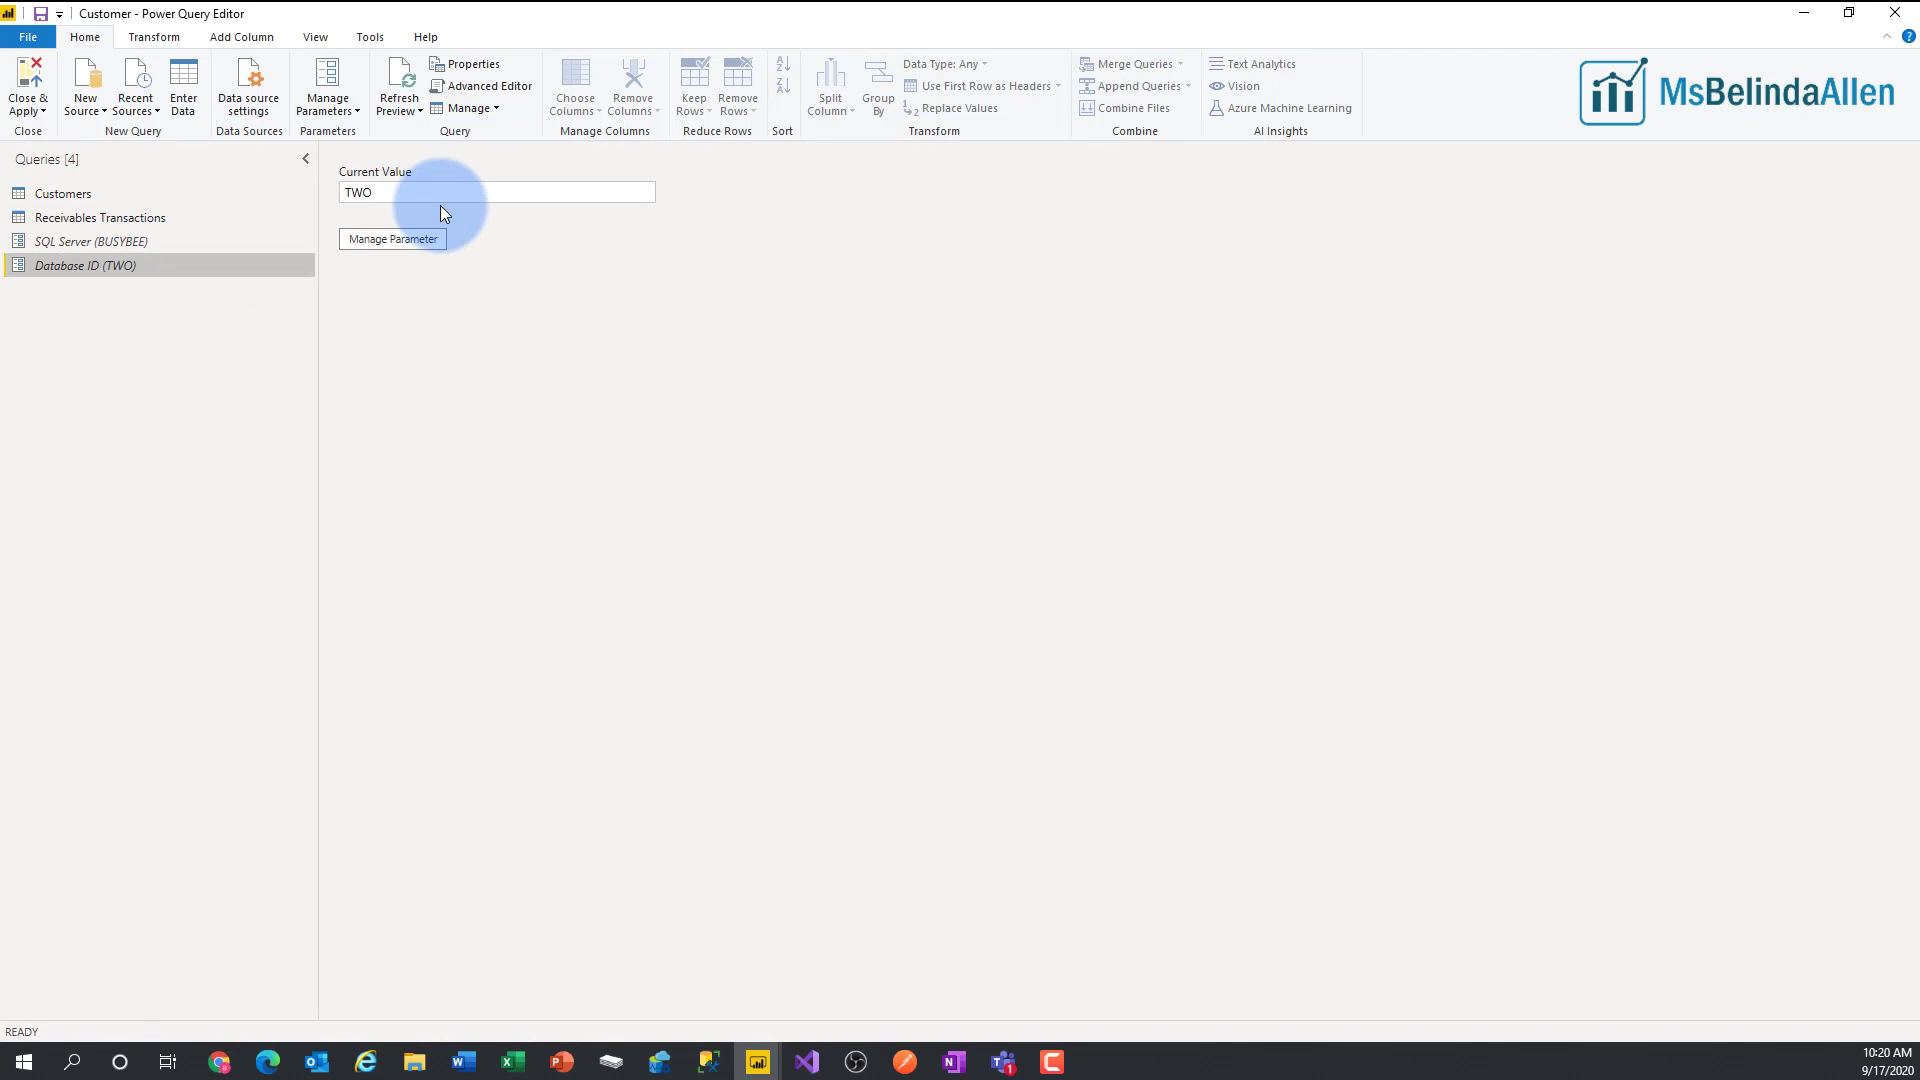 Customer - Power Query Editor
File Home Transform Add Column View Tools Help
Close & Apply
New Source
Recent Sources
Enter Data
Data source settings
Manage Parameters
Refresh Preview
Properties
Advanced Editor
Manage
Choose Columns
Remove Columns
Keep Rows
Remove Rows
Split Column
Group By
Data Type: Any
Use First Row as Headers
Replace Values
Merge Queries
Append Queries
Combine Files
Text Analytics
Vision
Azure Machine Learning
MsBelindaAllen
Close New Query Data Sources Parameters Query Manage Columns Reduce Rows Sort Transform Combine AI Insights
Queries [4]
Customers
Receivables Transactions
SQL Server (BUSYBEE)
Database ID (TWO)
Current Value
TWO
Manage Parameter
READY
10:20 AM
9/17/2020